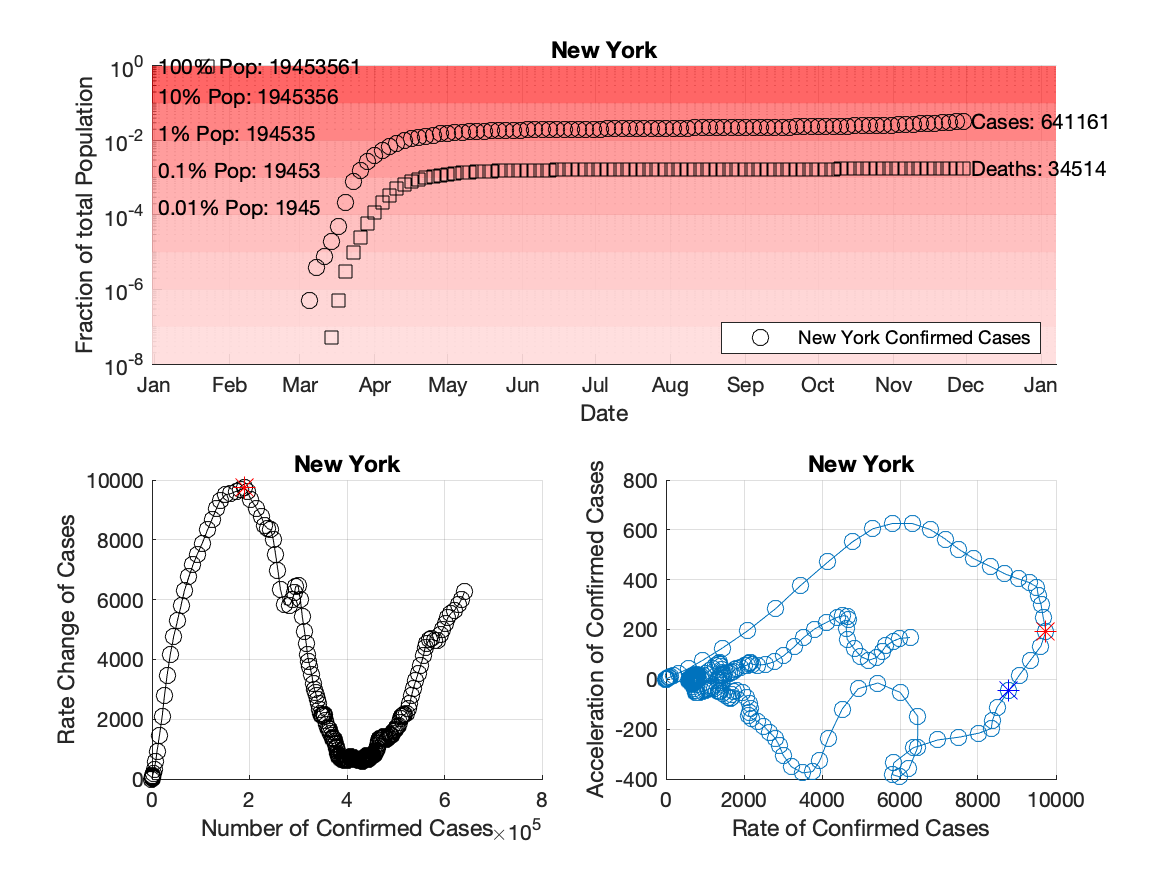 New York
10^0
10^-2
10^-4
10^-6
10^-8
Fraction of total Population
100% Pop: 19453561
10% Pop: 1945356
1% Pop: 194535
0.1% Pop: 19453
0.01% Pop: 1945
Cases: 641161
Deaths: 34514
New York Confirmed Cases
Jan Feb Mar Apr May Jun Jul Aug Sep Oct Nov Dec Jan
Date
New York
10000
8000
6000
4000
2000
0
Rate Change of Cases
0 2 4 6 8
Number of Confirmed Cases ×10^5
New York
800
600
400
200
0
-200
-400
Acceleration of Confirmed Cases
0 2000 4000 6000 8000 10000
Rate of Confirmed Cases